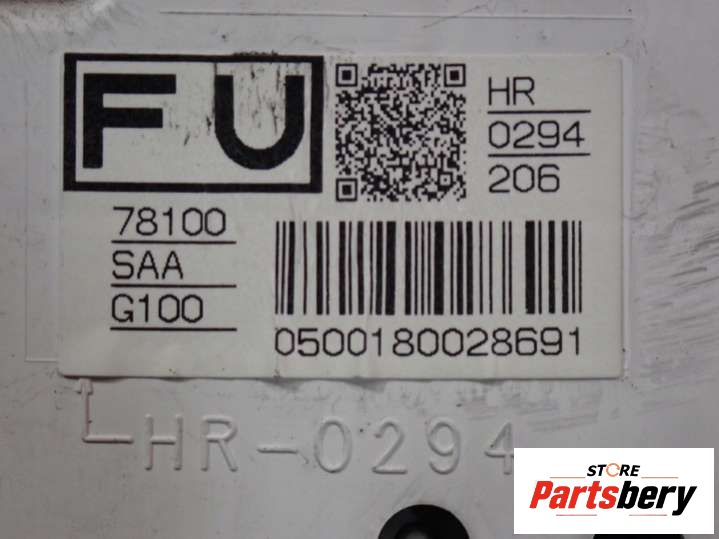 FU
HR
0294
206
78100
SAA
G100
0500180028691
HR-0294
STORE
Partsbery